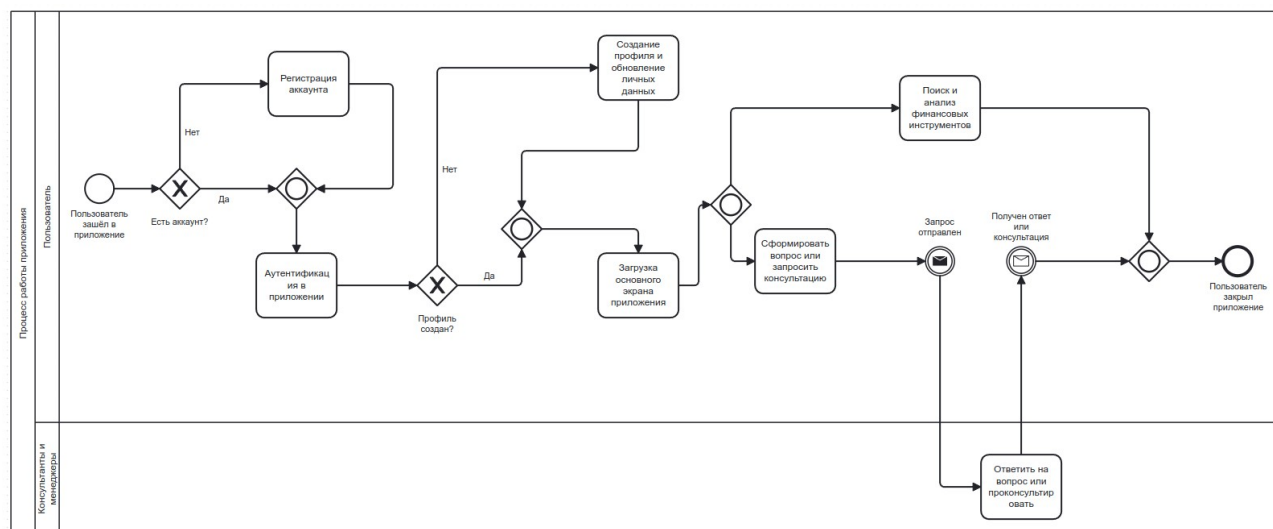 Процесс работы приложения
Пользователь
Консультанты и
менеджеры
Пользователь
зашёл в
приложение
Есть аккаунт?
Нет
Да
Регистрация
аккаунта
Аутентификац
ия в
приложении
Профиль
создан?
Нет
Да
Создание
профиля и
обновление
личных
данных
Загрузка
основного
экрана
приложения
Поиск и
анализ
финансовых
инструментов
Сформировать
вопрос или
запросить
консультацию
Запрос
отправлен
Получен ответ
или
консультация
Пользователь
закрыл
приложение
Ответить на
вопрос или
проконсультир
овать